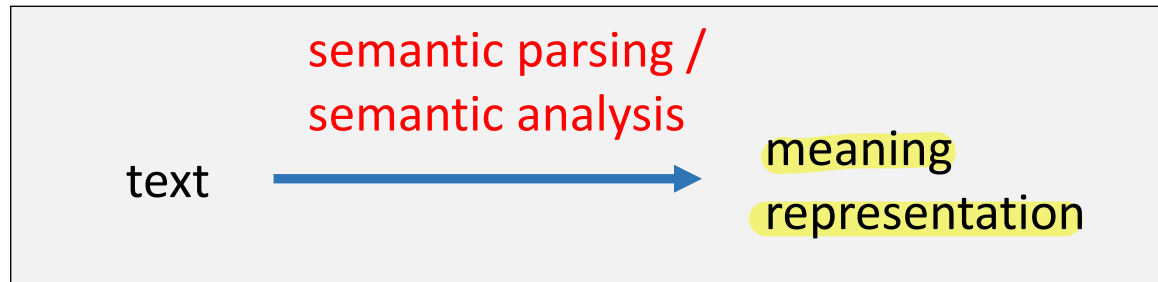 semantic parsing /
semantic analysis
text
meaning
representation